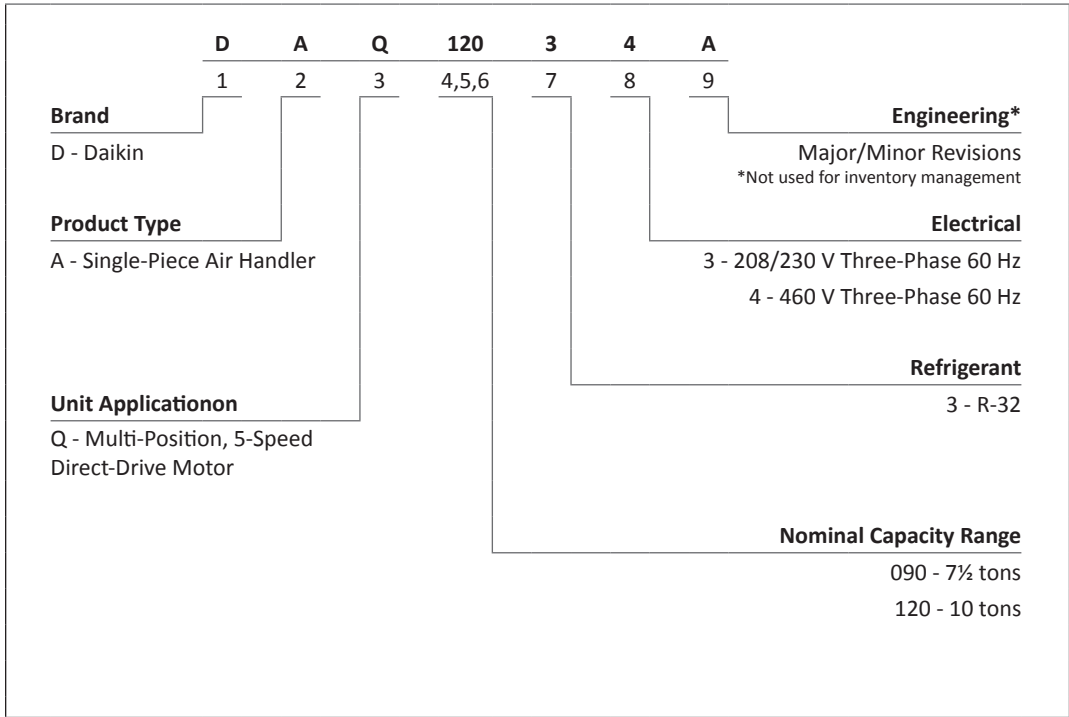 D A Q 120 3 4 A
1 2 3 4,5,6 7 8 9
Brand
D - Daikin
Engineering*
Major/Minor Revisions
*Not used for inventory management
Product Type
A - Single-Piece Air Handler
Electrical
3 - 208/230 V Three-Phase 60 Hz
4 - 460 V Three-Phase 60 Hz
Refrigerant
3 - R-32
Unit Applicationon
Q - Multi-Position, 5-Speed
Direct-Drive Motor
Nominal Capacity Range
090 - 7½ tons
120 - 10 tons